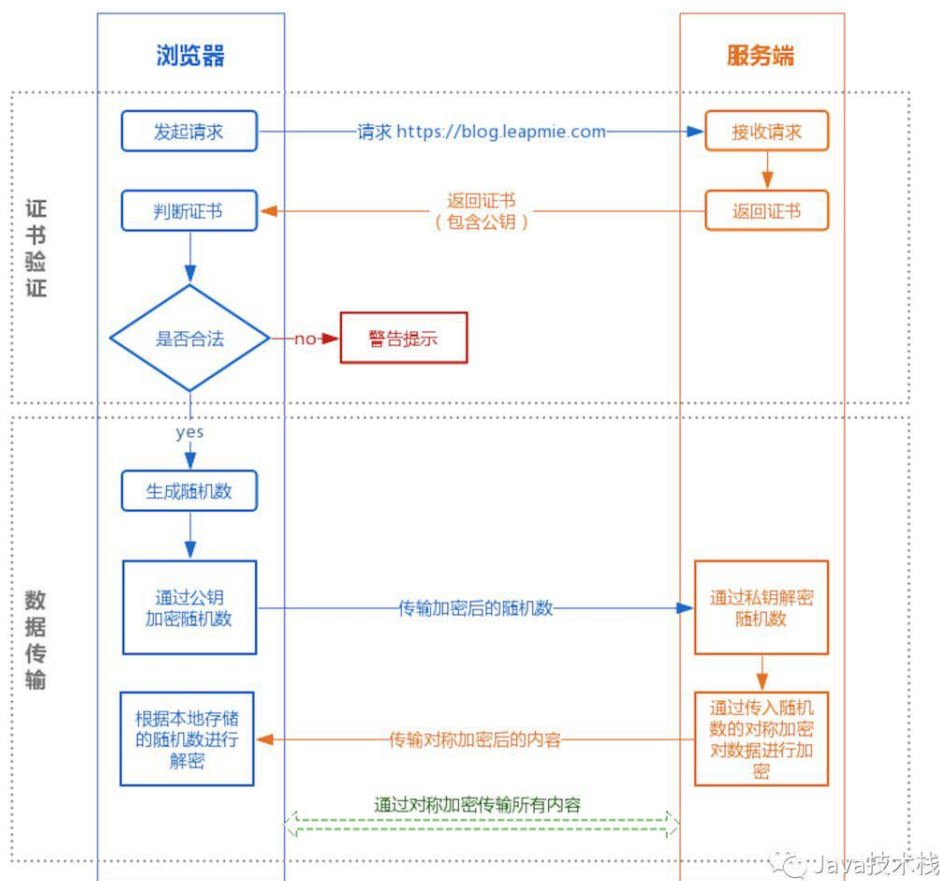 浏览器
服务端
发起请求
请求 https://blog.leapmie.com
接收请求
证书验证
判断证书
返回证书
（包含公钥）
返回证书
是否合法
no
警告提示
yes
生成随机数
数据传输
通过公钥
加密随机数
传输加密后的随机数
通过私钥解密
随机数
根据本地存储
的随机数进行
解密
传输对称加密后的内容
通过传入随机
数的对称加密
对数据进行加
密
通过对称加密传输所有内容
Java技术栈